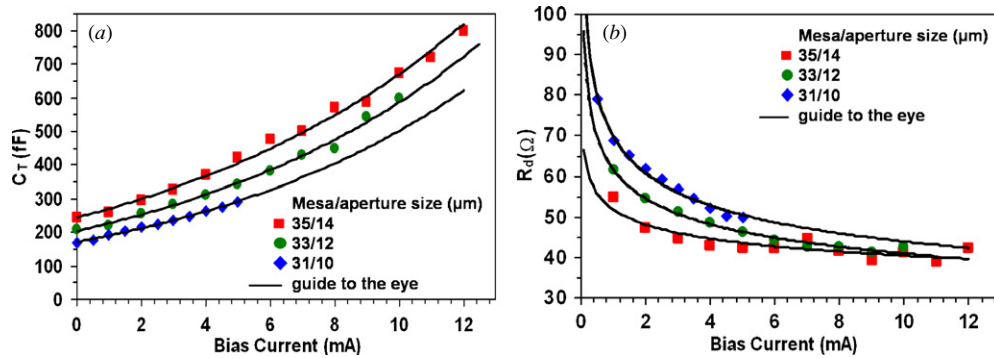 (a)
C_T (fF)
800
700
600
500
400
300
200
100
0
Mesa/aperture size (µm)
35/14
33/12
31/10
guide to the eye
0 2 4 6 8 10 12
Bias Current (mA)
(b)
R_d(Ω)
100
90
80
70
60
50
40
30
Mesa/aperture size (µm)
35/14
33/12
31/10
guide to the eye
0 2 4 6 8 10 12
Bias Current (mA)